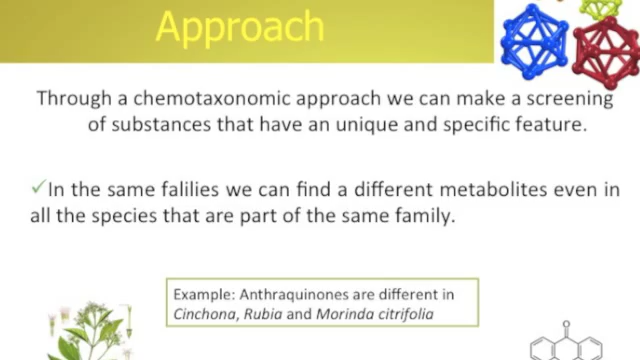 Approach
Through a chemotaxonomic approach we can make a screening
of substances that have an unique and specific feature.
✓In the same falilies we can find a different metabolites even in
all the species that are part of the same family.
Example: Anthraquinones are different in
Cinchona, Rubia and Morinda citrifolia
O